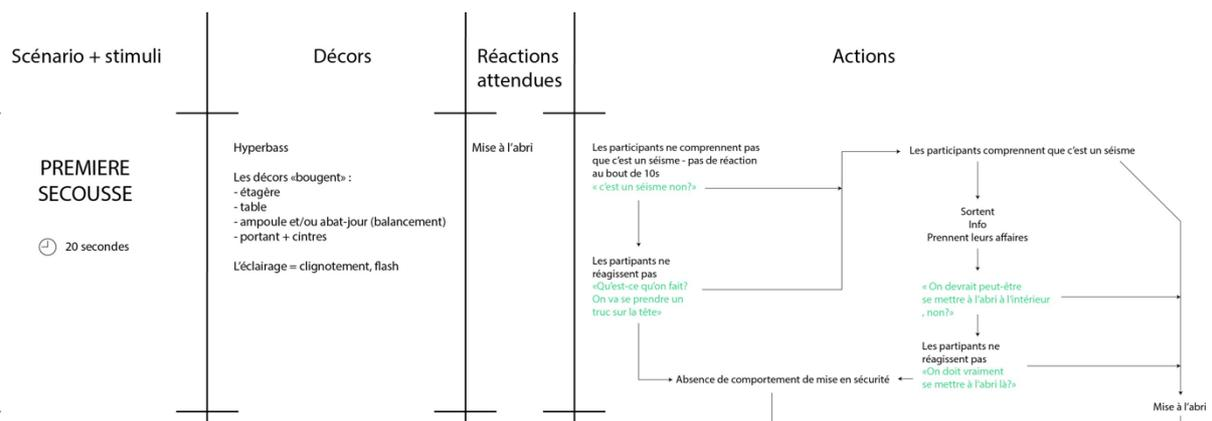 Scénario + stimuli
Décors
Réactions
attendues
Actions
PREMIERE
SECOUSSE
20 secondes
Hyperbass
Les décors «bougent» :
- étagère
- table
- ampoule et/ou abat-jour (balancement)
- portant + cintres
L'éclairage = clignotement, flash
Mise à l'abri
Les participants ne comprennent pas
que c'est un séisme - pas de réaction
au bout de 10s
« c'est un séisme non?»
Les partipants ne
réagissent pas
«Qu'est-ce qu'on fait?
On va se prendre un
truc sur la tête»
Absence de comportement de mise en sécurité
Les participants comprennent que c'est un séisme
Sortent
Info
Prennent leurs affaires
« On devrait peut-être
se mettre à l'abri à l'intérieur
, non?»
Les partipants ne
réagissent pas
«On doit vraiment
se mettre à l'abri là?»
Mise à l'abri